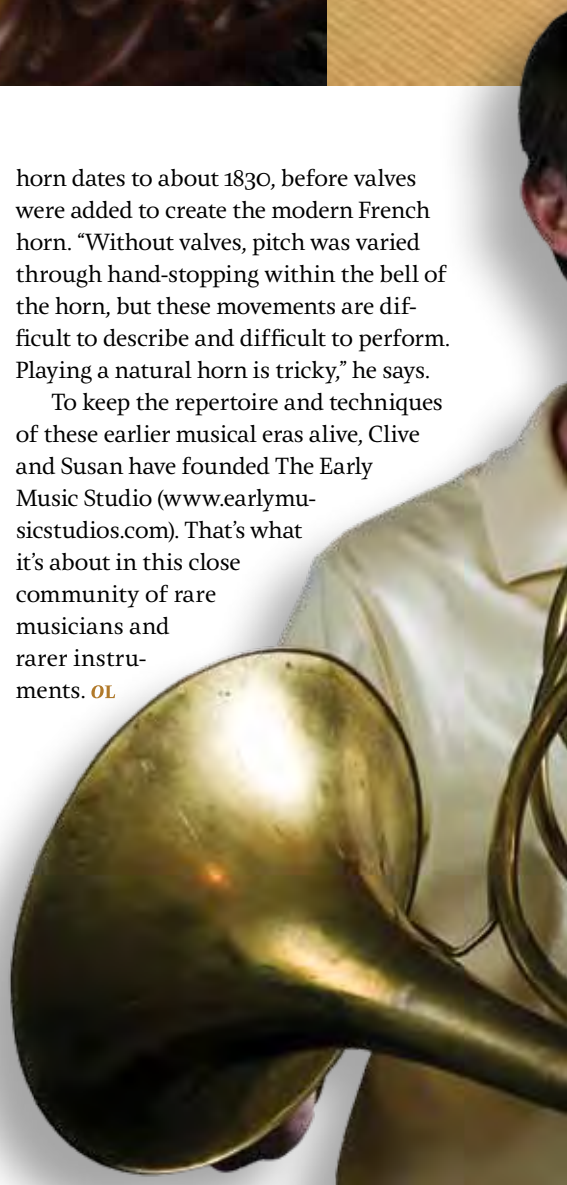 horn dates to about 1830, before valves
were added to create the modern French
horn. “Without valves, pitch was varied
through hand-stopping within the bell of
the horn, but these movements are dif-
ficult to describe and difficult to perform.
Playing a natural horn is tricky,” he says.
To keep the repertoire and techniques
of these earlier musical eras alive, Clive
and Susan have founded The Early
Music Studio (www.earlymu-
sicstudios.com). That’s what
it’s about in this close
community of rare
musicians and
rarer instru-
ments. OL